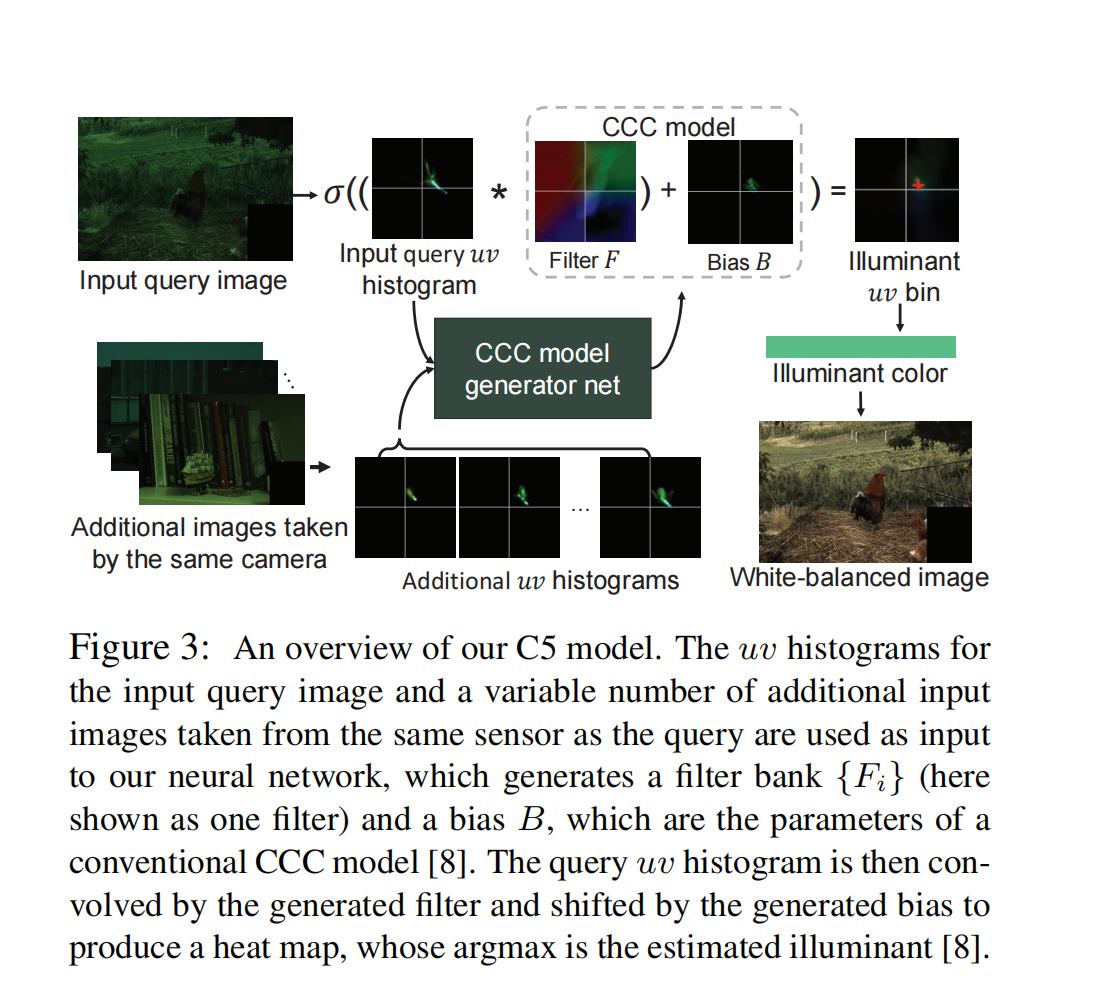 CCC model
σ(( * ) + ) =
Input query image
Input query uv
histogram
Filter F
Bias B
Illuminant
uv bin
CCC model
generator net
Illuminant color
Additional images taken
by the same camera
...
Additional uv histograms
White-balanced image
Figure 3: An overview of our C5 model. The uv histograms for
the input query image and a variable number of additional input
images taken from the same sensor as the query are used as input
to our neural network, which generates a filter bank {Fi} (here
shown as one filter) and a bias B, which are the parameters of a
conventional CCC model [8]. The query uv histogram is then con-
volved by the generated filter and shifted by the generated bias to
produce a heat map, whose argmax is the estimated illuminant [8].